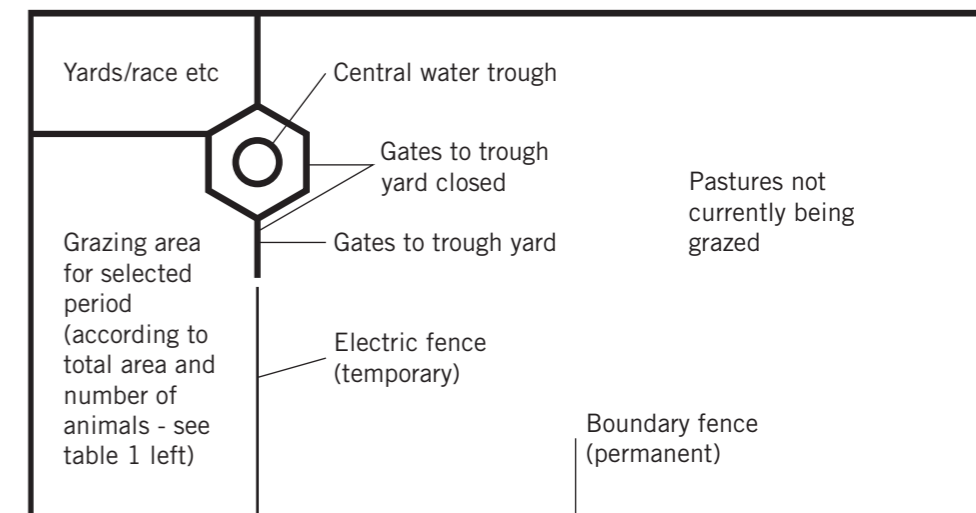 Yards/race etc
Central water trough
Gates to trough
yard closed
Pastures not
currently being
grazed
Gates to trough yard
Grazing area
for selected
period
(according to
total area and
number of
animals - see
table 1 left)
Electric fence
(temporary)
Boundary fence
(permanent)